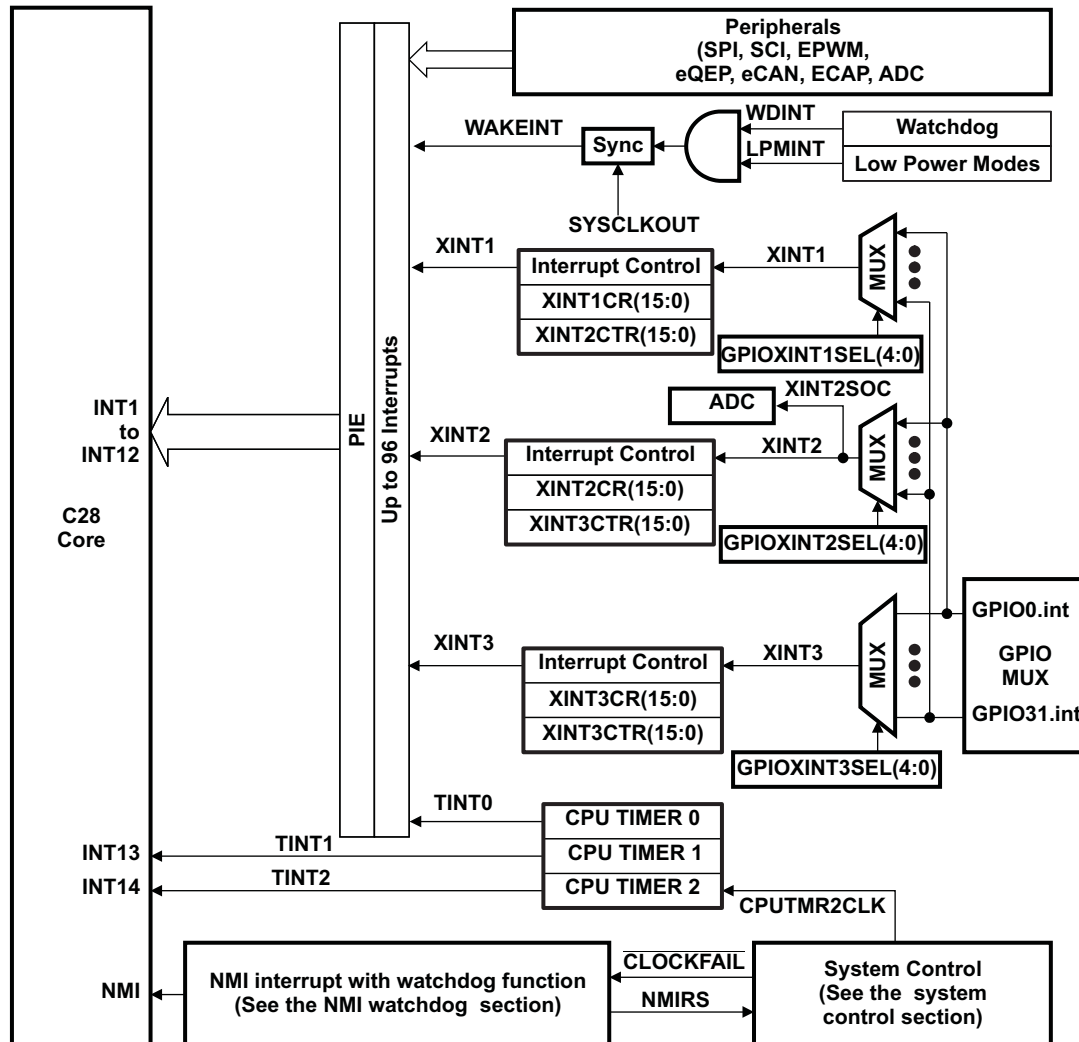 Peripherals
(SPI, SCI, EPWM,
eQEP, eCAN, ECAP, ADC
WDINT
Watchdog
WAKEINT
Sync
LPMINT
Low Power Modes
SYSCLKOUT
XINT1
Interrupt Control
XINT1
MUX
XINT1CR(15:0)
XINT2CTR(15:0)
GPIOXINT1SEL(4:0)
INT1
to
INT12
PIE
Up to 96 Interrupts
ADC
XINT2SOC
XINT2
Interrupt Control
XINT2
MUX
XINT2CR(15:0)
XINT3CTR(15:0)
GPIOXINT2SEL(4:0)
C28
Core
GPIO0.int
GPIO
MUX
GPIO31.int
XINT3
Interrupt Control
XINT3
MUX
XINT3CR(15:0)
XINT3CTR(15:0)
GPIOXINT3SEL(4:0)
TINT0
CPU TIMER 0
INT13
TINT1
CPU TIMER 1
INT14
TINT2
CPU TIMER 2
CPUTMR2CLK
NMI
NMI interrupt with watchdog function
(See the NMI watchdog section)
CLOCKFAIL
NMIRS
System Control
(See the system
control section)